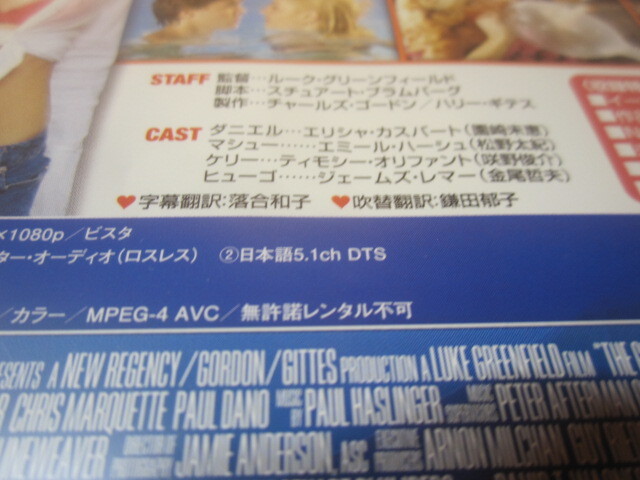 STAFF 監督…ルーク・グリーンフィールド
脚本…スチュアート・ブラムバーグ
製作…チャールズ・ゴードン／ハリー・ギテス
CAST ダニエル…エリシャ・カスバート（園崎未恵）
マシュー……エミール・ハーシュ（松野太紀）
ケリー…ティモシー・オリファント（咲野俊介）
ヒューゴ……ジェームズ・レマー（金尾哲夫）
❤字幕翻訳：落合和子 ❤吹替翻訳：鎌田郁子
×1080p／ビスタ
ター・オーディオ（ロスレス） ②日本語5.1ch DTS
／カラー／MPEG-4 AVC／無許諾レンタル不可
ESENTS A NEW REGENCY/GORDON/GITTES PRODUCTION A LUKE GREENFIELD FILM "THE G
R CHRIS MARQUETTE PAUL DANO MUSIC BY PAUL HASLINGER MUSIC PETER AFTERMAN
NEWEAVER JAMIE ANDERSON, ASC ARNON MILCHAN